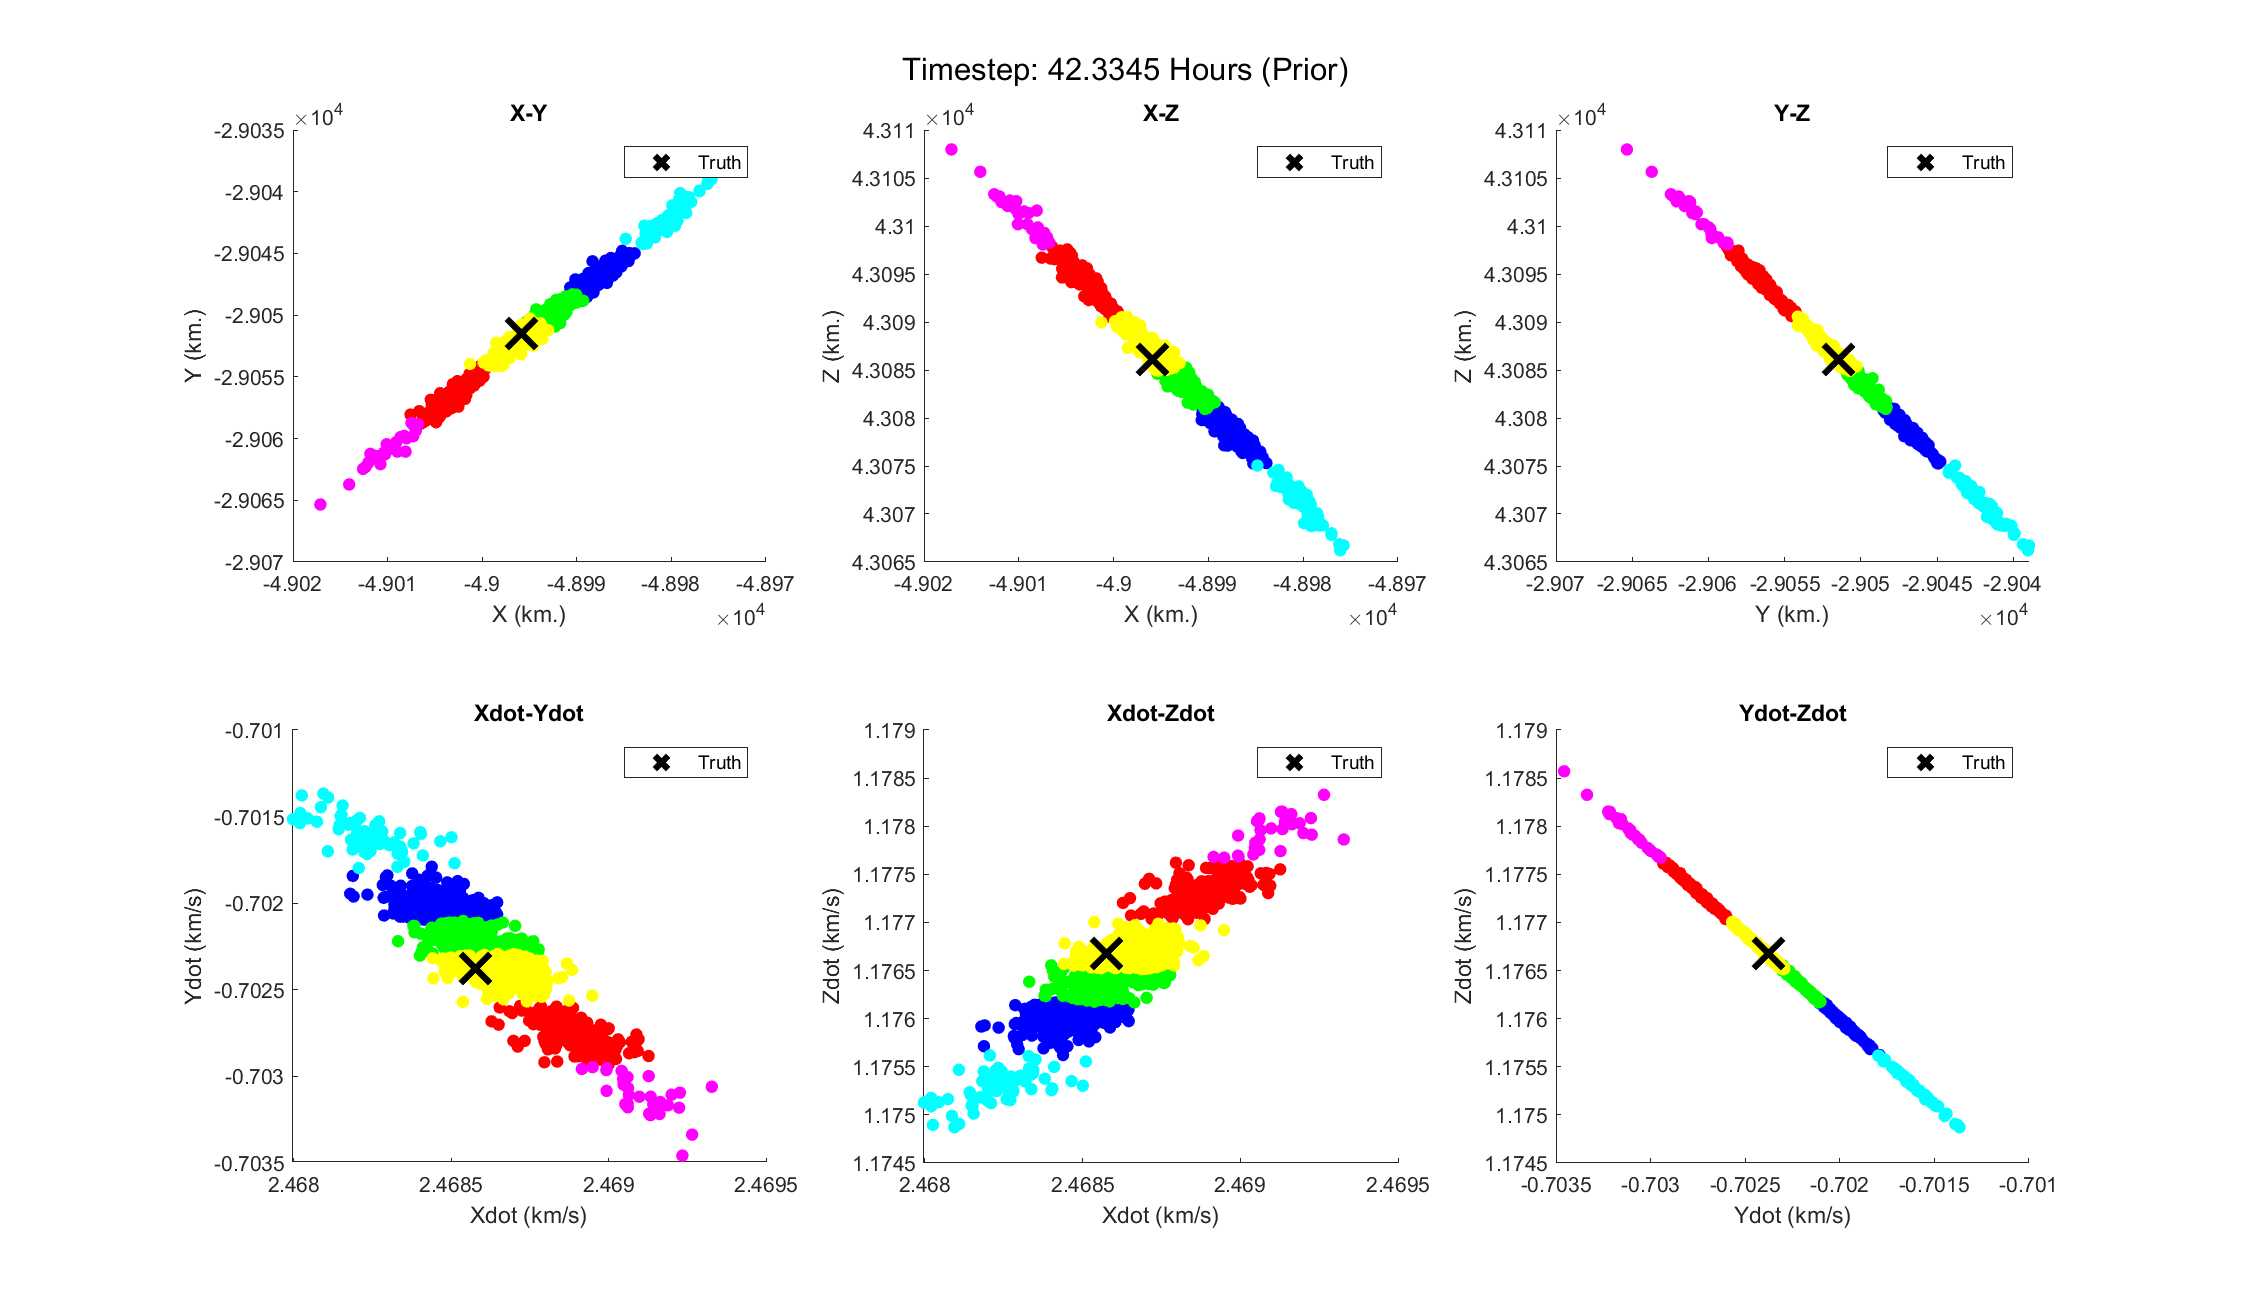 Timestep: 42.3345 Hours (Prior)
X-Y
×10^4
-2.9035
-2.904
-2.9045
-2.905
-2.9055
-2.906
-2.9065
-2.907
Y (km.)
Truth
-4.902 -4.901 -4.9 -4.899 -4.898 -4.897
X (km.)
×10^4
X-Z
×10^4
4.311
4.3105
4.31
4.3095
4.309
4.3085
4.308
4.3075
4.307
4.3065
Z (km.)
Truth
-4.902 -4.901 -4.9 -4.899 -4.898 -4.897
X (km.)
×10^4
Y-Z
×10^4
4.311
4.3105
4.31
4.3095
4.309
4.3085
4.308
4.3075
4.307
4.3065
Z (km.)
Truth
-2.907 -2.9065 -2.906 -2.9055 -2.905 -2.9045 -2.904
Y (km.)
×10^4
Xdot-Ydot
-0.701
-0.7015
-0.702
-0.7025
-0.703
-0.7035
Ydot (km/s)
Truth
2.468 2.4685 2.469 2.4695
Xdot (km/s)
Xdot-Zdot
1.179
1.1785
1.178
1.1775
1.177
1.1765
1.176
1.1755
1.175
1.1745
Zdot (km/s)
Truth
2.468 2.4685 2.469 2.4695
Xdot (km/s)
Ydot-Zdot
1.179
1.1785
1.178
1.1775
1.177
1.1765
1.176
1.1755
1.175
1.1745
Zdot (km/s)
Truth
-0.7035 -0.703 -0.7025 -0.702 -0.7015 -0.701
Ydot (km/s)